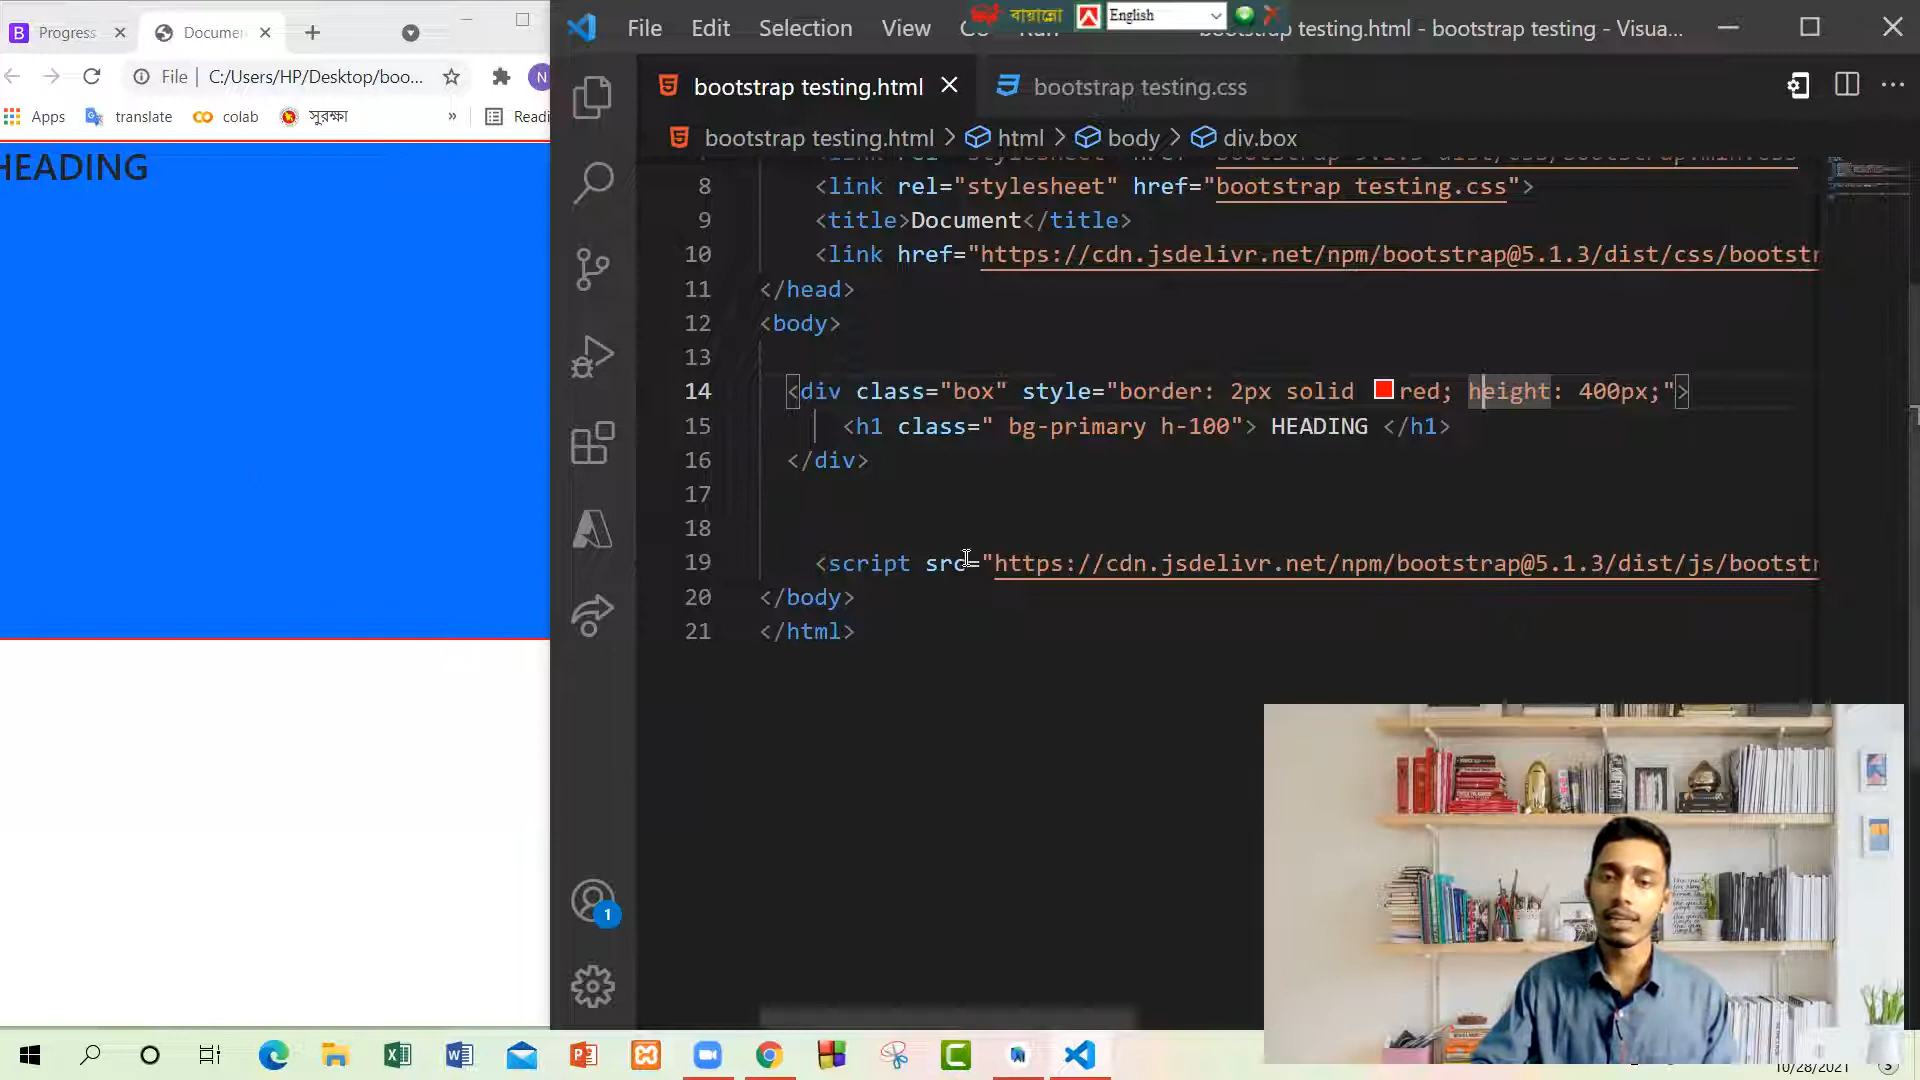 Progress
Documen
File Edit Selection View Run
বায়ান্নো
English
bootstrap testing.html - bootstrap testing - Visua...
File C:/Users/HP/Desktop/boo... N
Apps translate colab সুরক্ষা » Readi
HEADING
bootstrap testing.html
bootstrap testing.css
bootstrap testing.html > html > body > div.box
8 <link rel="stylesheet" href="bootstrap testing.css">
9 <title>Document</title>
10 <link href="https://cdn.jsdelivr.net/npm/bootstrap@5.1.3/dist/css/bootstr
11 </head>
12 <body>
13
14 <div class="box" style="border: 2px solid red; height: 400px;">
15 <h1 class=" bg-primary h-100"> HEADING </h1>
16 </div>
17
18
19 <script src="https://cdn.jsdelivr.net/npm/bootstrap@5.1.3/dist/js/bootstr
20 </body>
21 </html>
1
10/28/2021